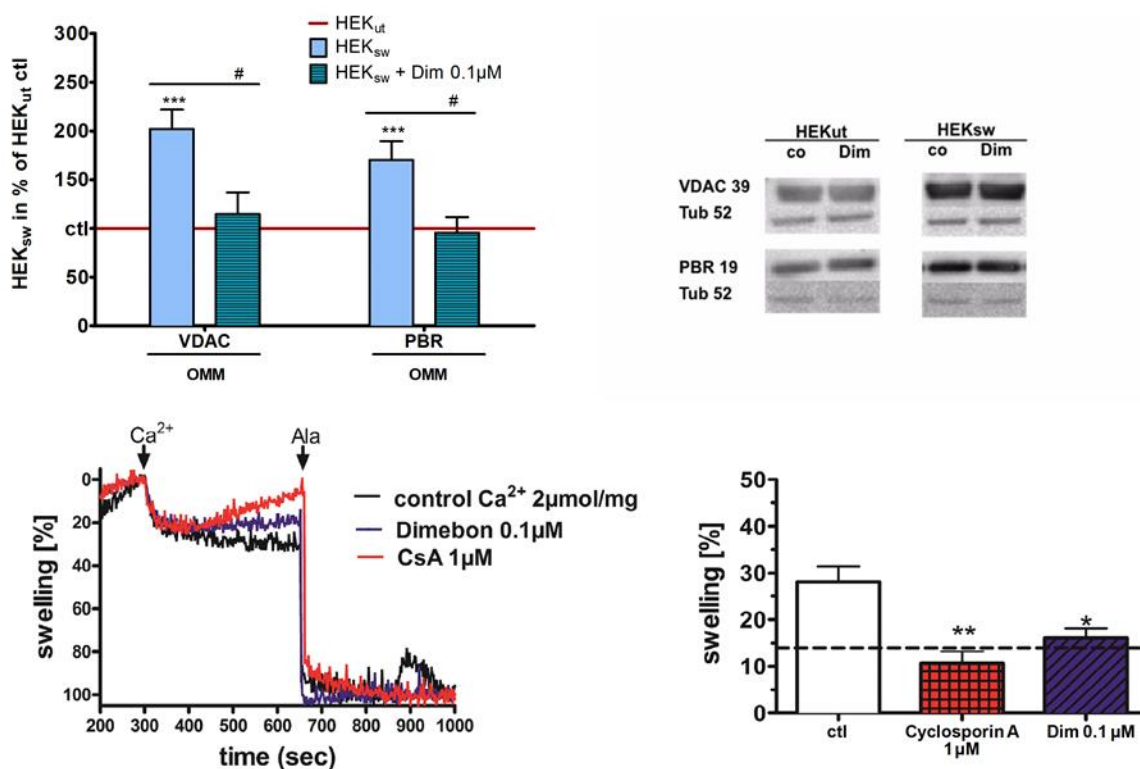 HEKsw in % of HEKut ctl
300
250
200
150
ctl
50
0
HEKut
HEKsw
HEKsw + Dim 0.1µM
#
***
#
***
VDAC
PBR
OMM
OMM
HEKut
HEKsw
co Dim
co Dim
VDAC 39
Tub 52
PBR 19
Tub 52
Ca2+
Ala
swelling [%]
0
20
40
60
80
100
200 300 400 500 600 700 800 900 1000
time (sec)
control Ca2+ 2µmol/mg
Dimebon 0.1µM
CsA 1µM
swelling [%]
50
40
30
20
10
0
**
*
ctl
Cyclosporin A
1µM
Dim 0.1 µM